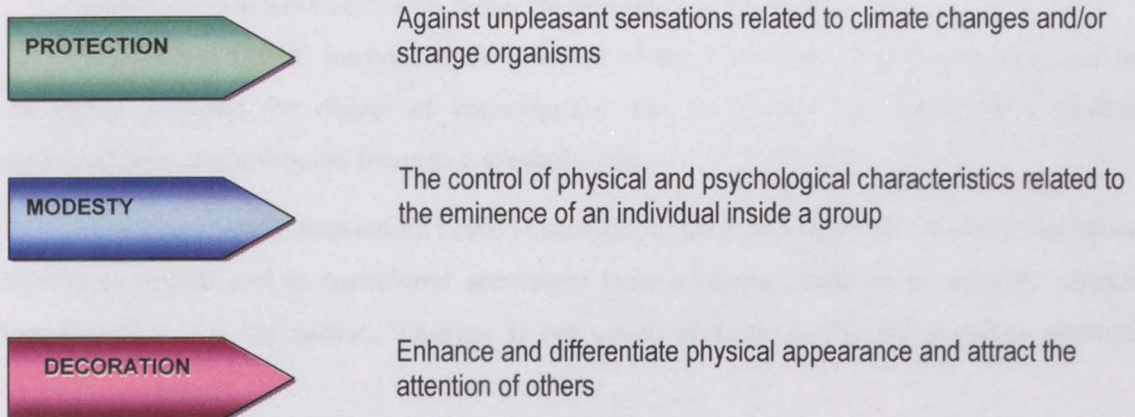 PROTECTION
Against unpleasant sensations related to climate changes and/or
strange organisms
MODESTY
The control of physical and psychological characteristics related to
the eminence of an individual inside a group
DECORATION
Enhance and differentiate physical appearance and attract the
attention of others